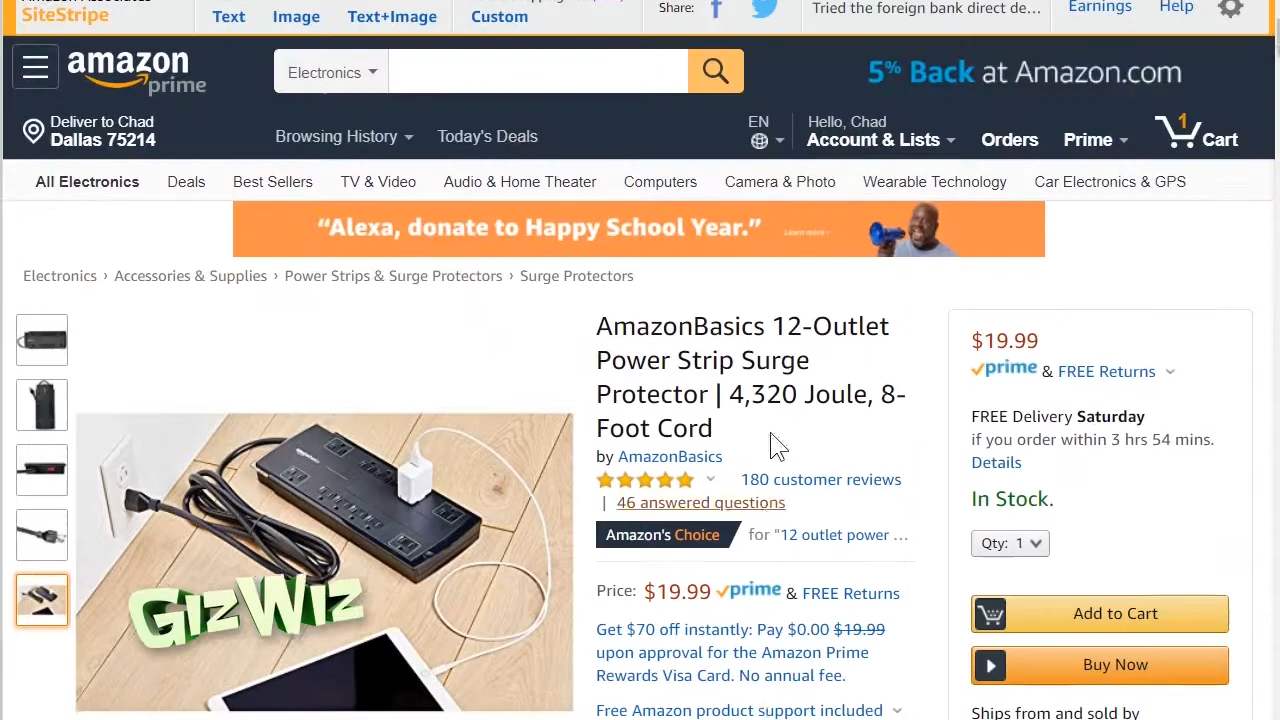 SiteStripe
Text Image Text+Image Custom
Share:
Tried the foreign bank direct de...
Earnings Help
amazon prime
Electronics
5% Back at Amazon.com
Deliver to Chad
Dallas 75214
Browsing History Today's Deals
EN
Hello, Chad
Account & Lists Orders Prime 1 Cart
All Electronics Deals Best Sellers TV & Video Audio & Home Theater Computers Camera & Photo Wearable Technology Car Electronics & GPS
“Alexa, donate to Happy School Year.” Learn more ›
Electronics › Accessories & Supplies › Power Strips & Surge Protectors › Surge Protectors
AmazonBasics 12-Outlet
Power Strip Surge
Protector | 4,320 Joule, 8-
Foot Cord
by AmazonBasics
180 customer reviews
| 46 answered questions
Amazon's Choice for "12 outlet power ...
Price: $19.99 prime & FREE Returns
Get $70 off instantly: Pay $0.00 $19.99
upon approval for the Amazon Prime
Rewards Visa Card. No annual fee.
Free Amazon product support included
GizWiz
$19.99
prime & FREE Returns
FREE Delivery Saturday
if you order within 3 hrs 54 mins.
Details
In Stock.
Qty: 1
Add to Cart
Buy Now
Ships from and sold by